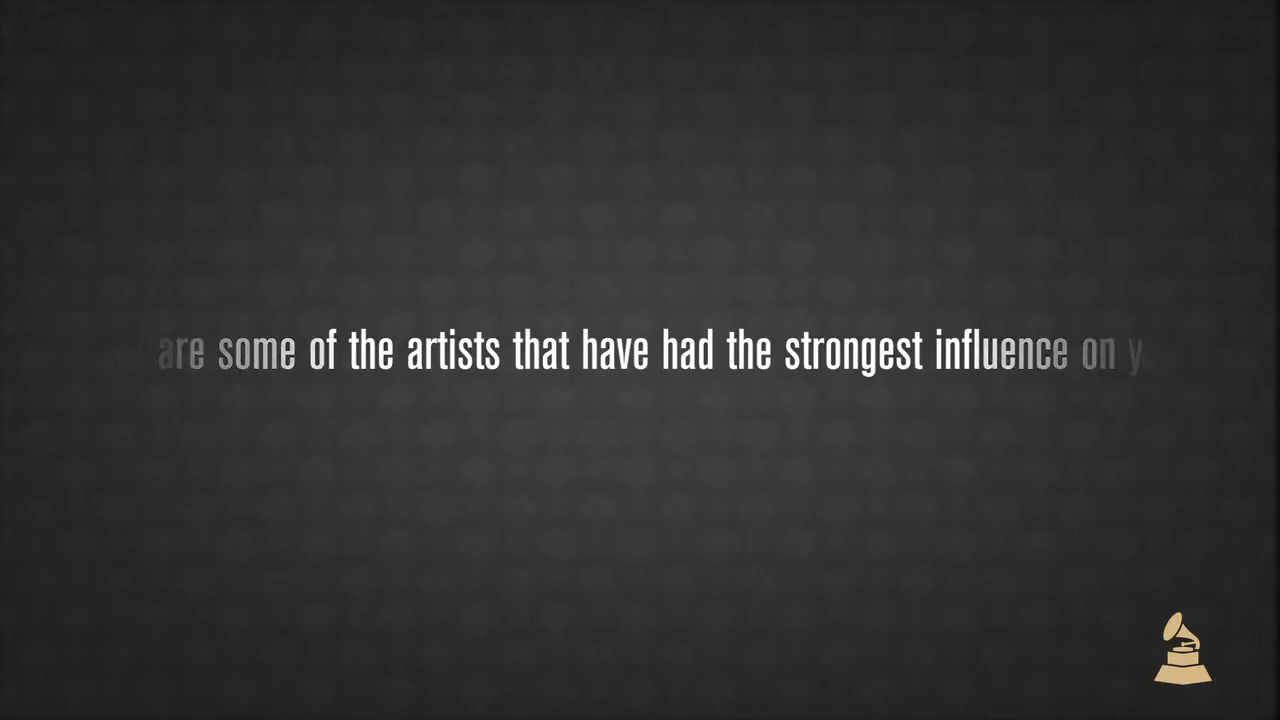 are some of the artists that have had the strongest influence on y